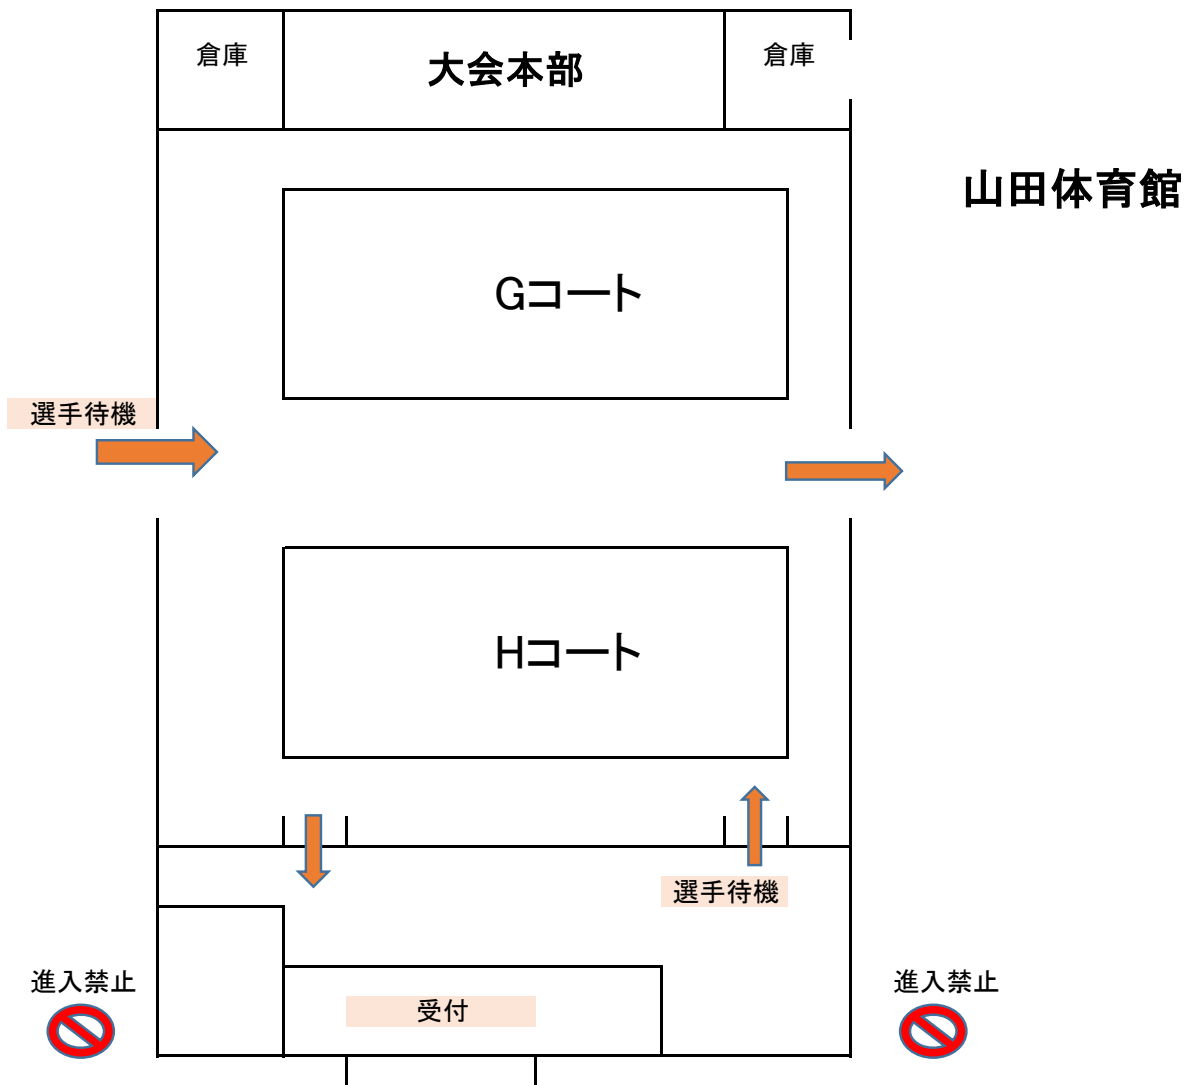 倉庫
大会本部
倉庫
山田体育館
Gコート
選手待機
Hコート
選手待機
進入禁止
受付
進入禁止